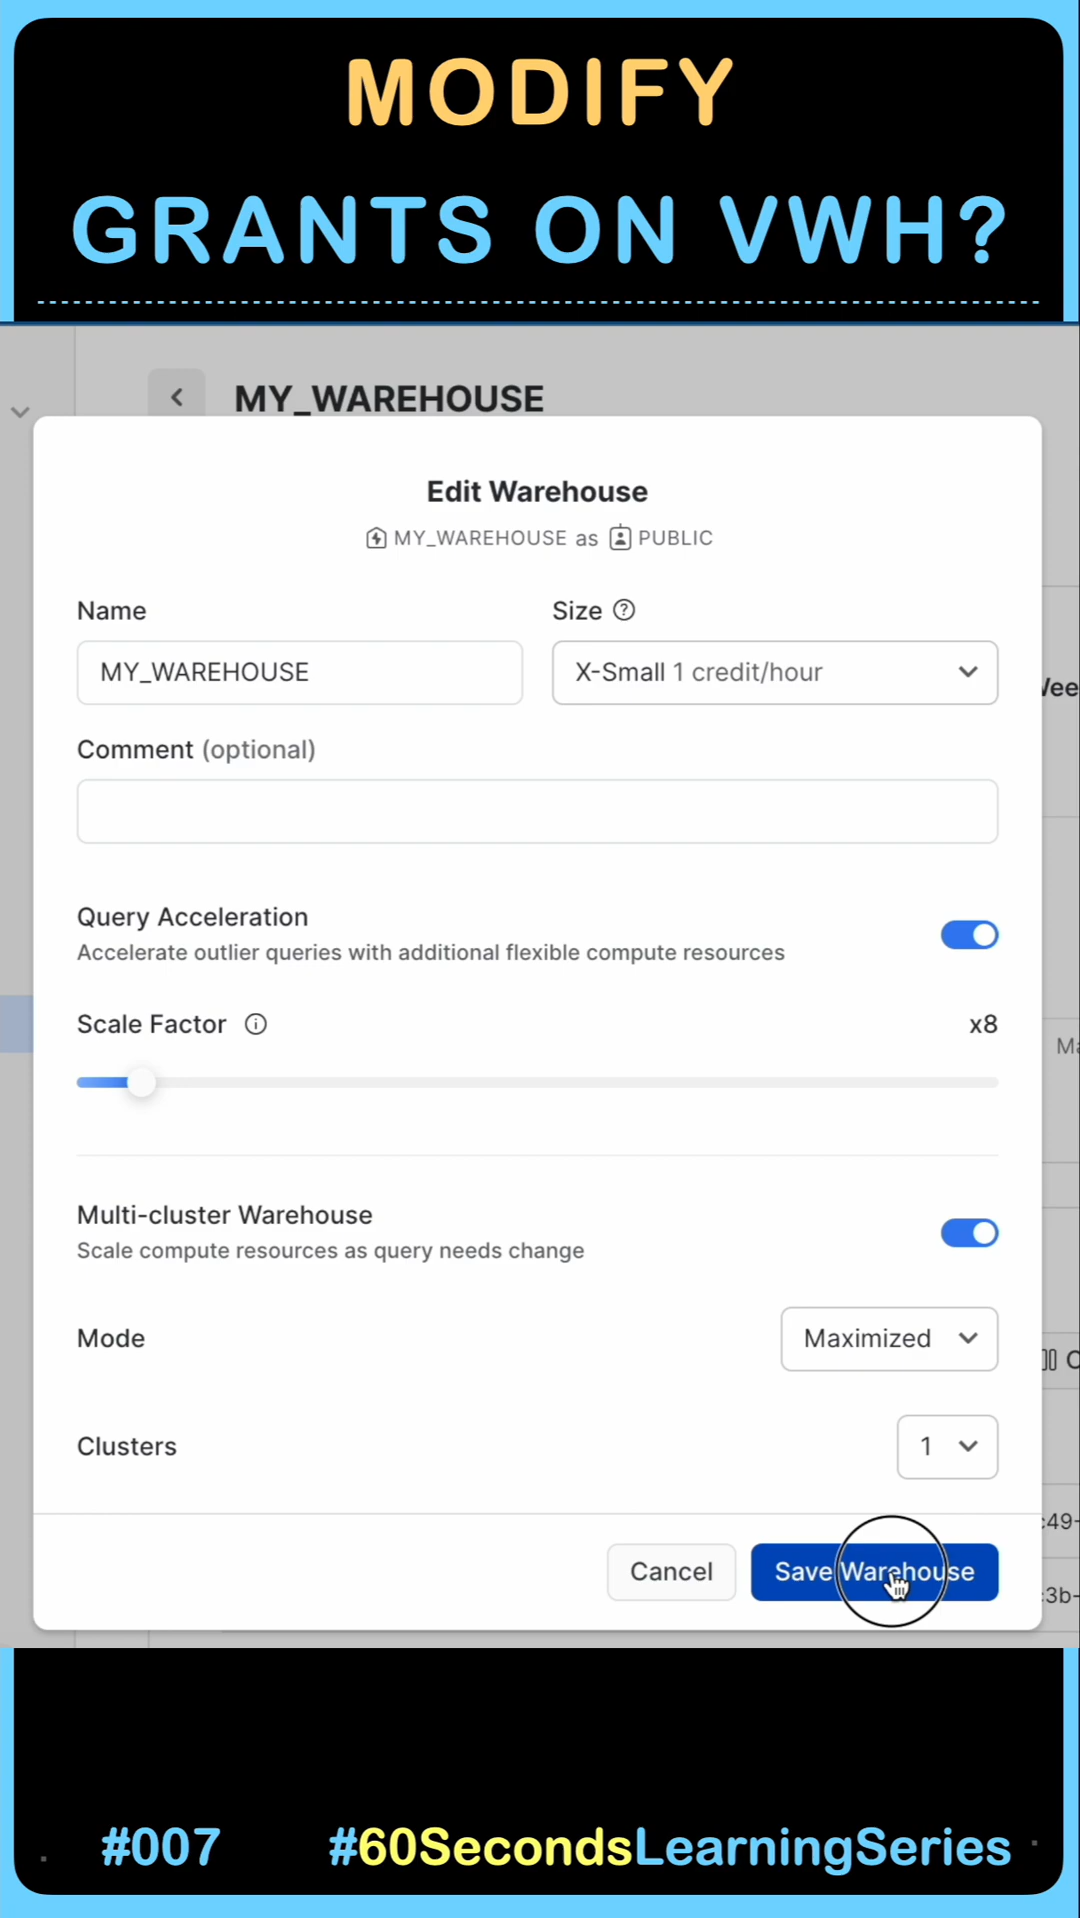 MODIFY
GRANTS ON VWH?
MY_WAREHOUSE
Edit Warehouse
MY_WAREHOUSE as PUBLIC
Name
Size
MY_WAREHOUSE
X-Small 1 credit/hour
Comment (optional)
Query Acceleration
Accelerate outlier queries with additional flexible compute resources
Scale Factor
x8
Multi-cluster Warehouse
Scale compute resources as query needs change
Mode
Maximized
Clusters
1
Cancel
Save Warehouse
#007
#60SecondsLearningSeries